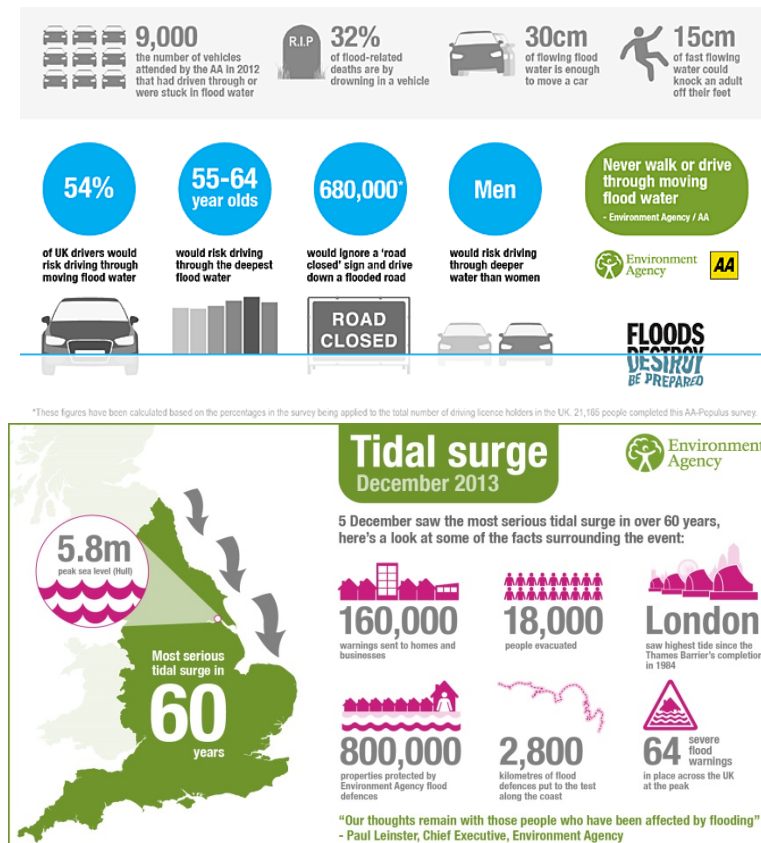 9,000
the number of vehicles
attended by the AA in 2012
that had driven through or
were stuck in flood water
R.I.P
32%
of flood-related
deaths are by
drowning in a vehicle
30cm
of flowing flood
water is enough
to move a car
15cm
of fast flowing
water could
knock an adult
off their feet
54%
of UK drivers would
risk driving through
moving flood water
55-64
year olds
would risk driving
through the deepest
flood water
680,000*
would ignore a 'road
closed' sign and drive
down a flooded road
ROAD
CLOSED
Men
would risk driving
through deeper
water than women
Never walk or drive
through moving
flood water
- Environment Agency / AA
Environment
Agency
AA
FLOODS
DESTROY
BE PREPARED
*These figures have been calculated based on the percentages in the survey being applied to the total number of driving licence holders in the UK. 21,165 people completed this AA-Populus survey.
Tidal surge
December 2013
Environment
Agency
5 December saw the most serious tidal surge in over 60 years,
here's a look at some of the facts surrounding the event:
5.8m
peak sea level (Hull)
Most serious
tidal surge in
60
years
160,000
warnings sent to homes and
businesses
18,000
people evacuated
London
saw highest tide since the
Thames Barrier's completion
in 1984
800,000
properties protected by
Environment Agency flood
defences
2,800
kilometres of flood
defences put to the test
along the coast
64
severe
flood
warnings
in place across the UK
at the peak
"Our thoughts remain with those people who have been affected by flooding"
- Paul Leinster, Chief Executive, Environment Agency